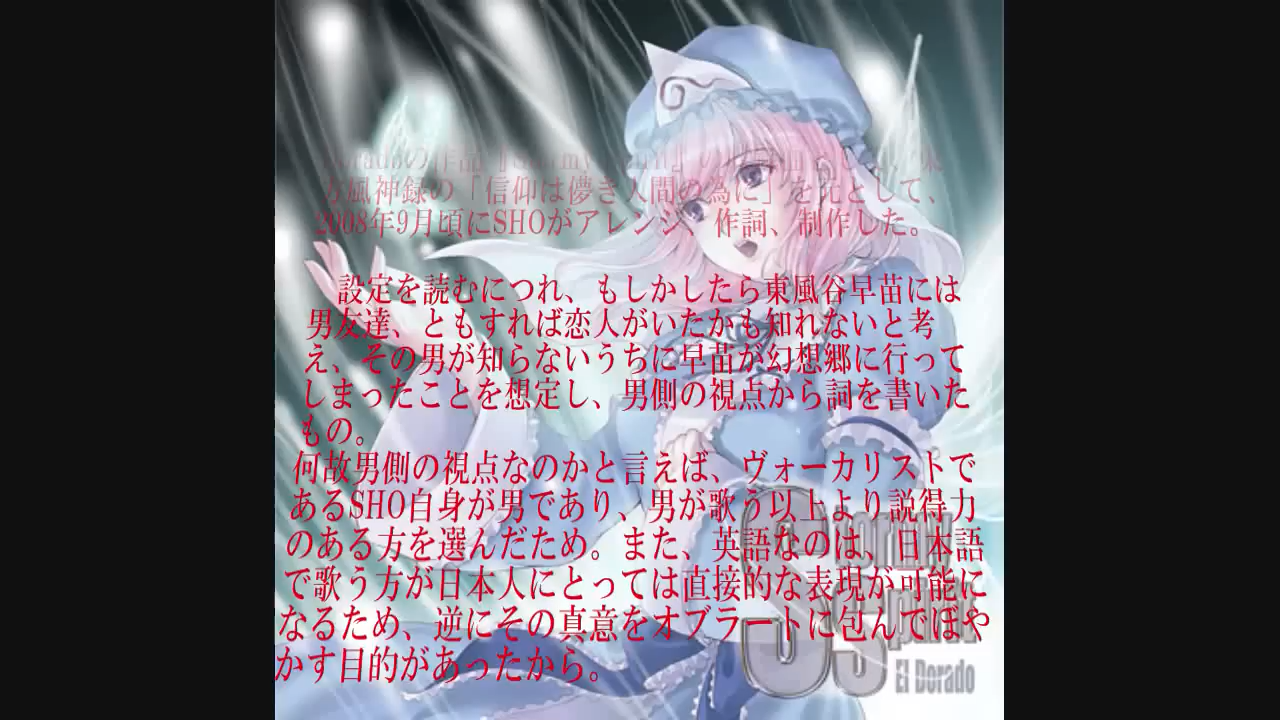 の作品『
方風神録の「信仰は儚き人間の為に」を元として、
2008年9月頃にSHOがアレンジ、作詞、制作した。
設定を読むにつれ、もしかしたら東風谷早苗には
男友達、ともすれば恋人がいたかも知れないと考
え、その男が知らないうちに早苗が幻想郷に行って
しまったことを想定し、男側の視点から詞を書いた
もの。
何故男側の視点なのかと言えば、ヴォーカリストで
あるSHO自身が男であり、男が歌う以上より説得力
のある方を選んだため。また、英語なのは、日本語
で歌う方が日本人にとっては直接的な表現が可能に
なるため、逆にその真意をオブラートに包んでぼや
かす目的があったから。
Stormy
El Dorado